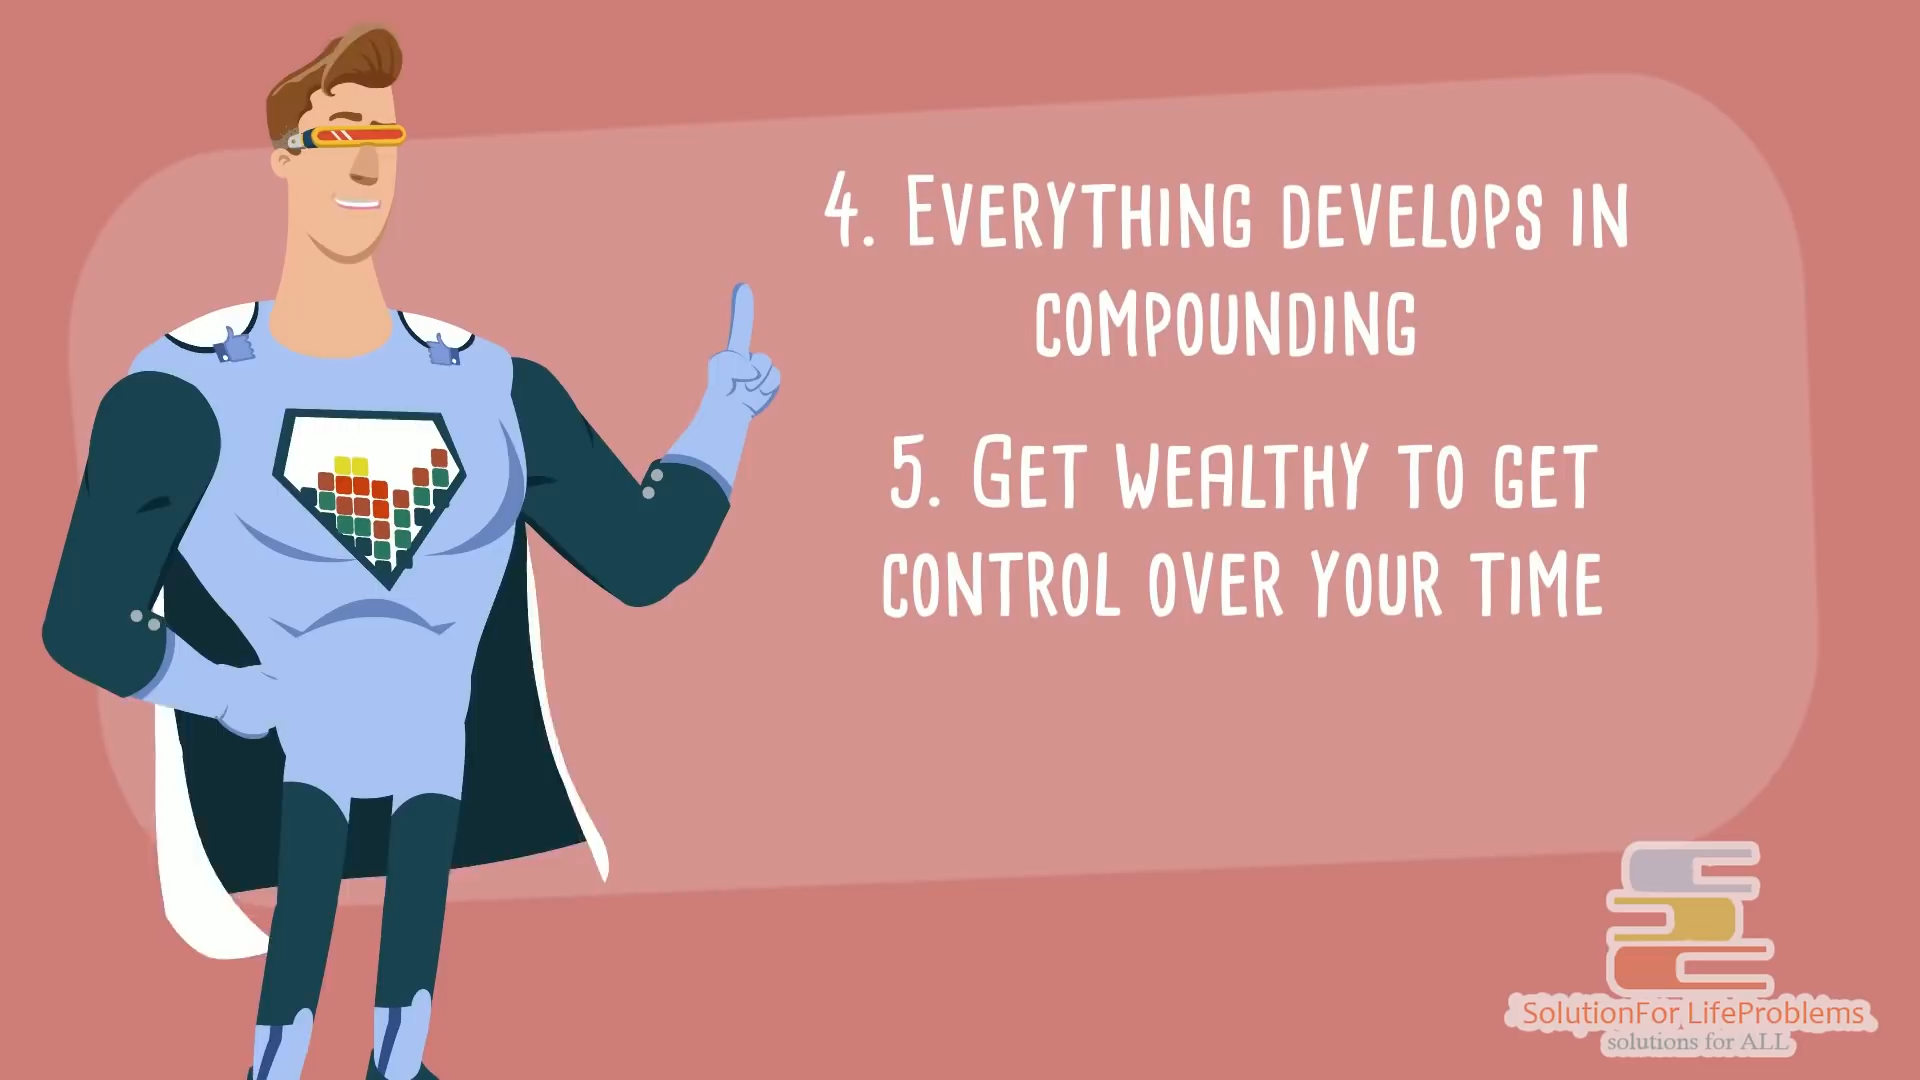 4. Everything develops in
compounding
5. Get wealthy to get
control over your time
SolutionFor LifeProblems
solutions for ALL